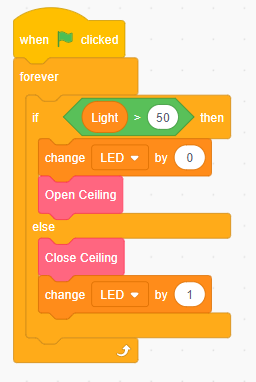 when clicked
forever
if Light > 50 then
change LED by 0
Open Ceiling
else
Close Ceiling
change LED by 1